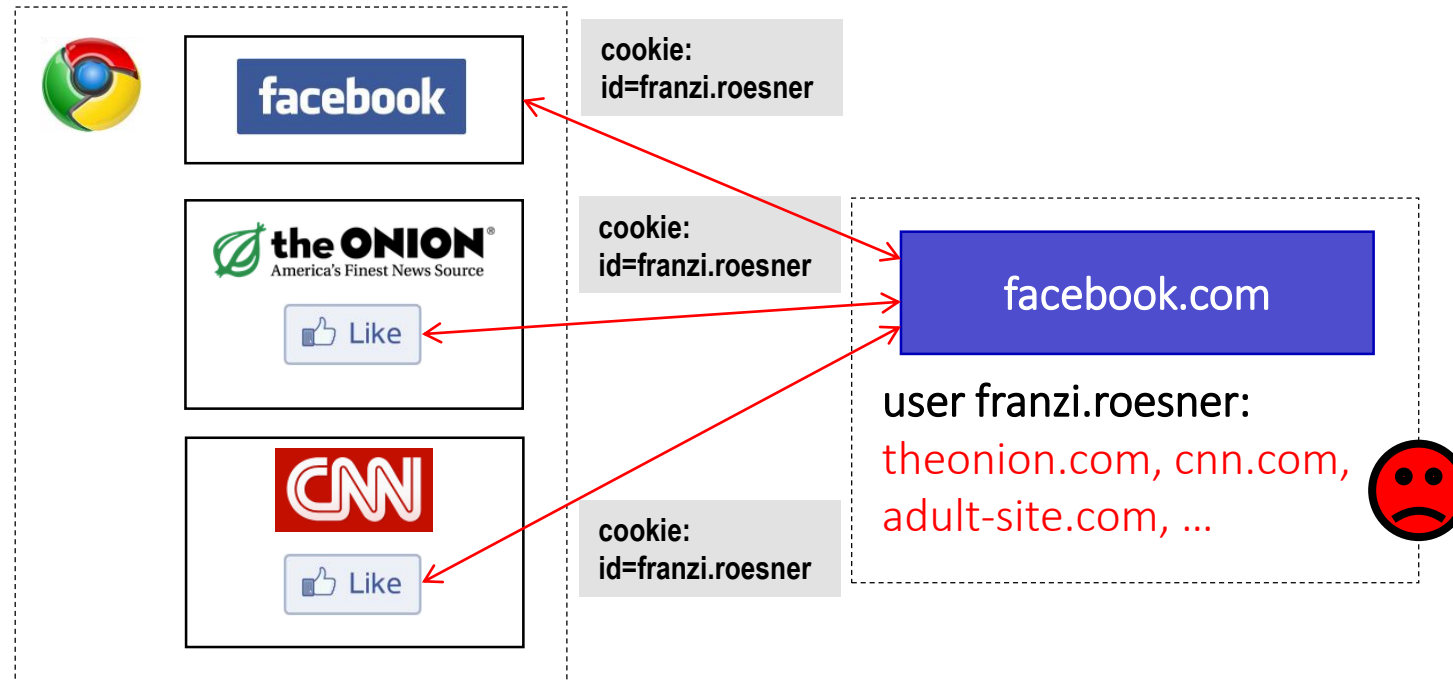 facebook
cookie:
id=franzi.roesner
the ONION®
America's Finest News Source
Like
cookie:
id=franzi.roesner
facebook.com
user franzi.roesner:
theonion.com, cnn.com,
adult-site.com, ...
CNN
Like
cookie:
id=franzi.roesner